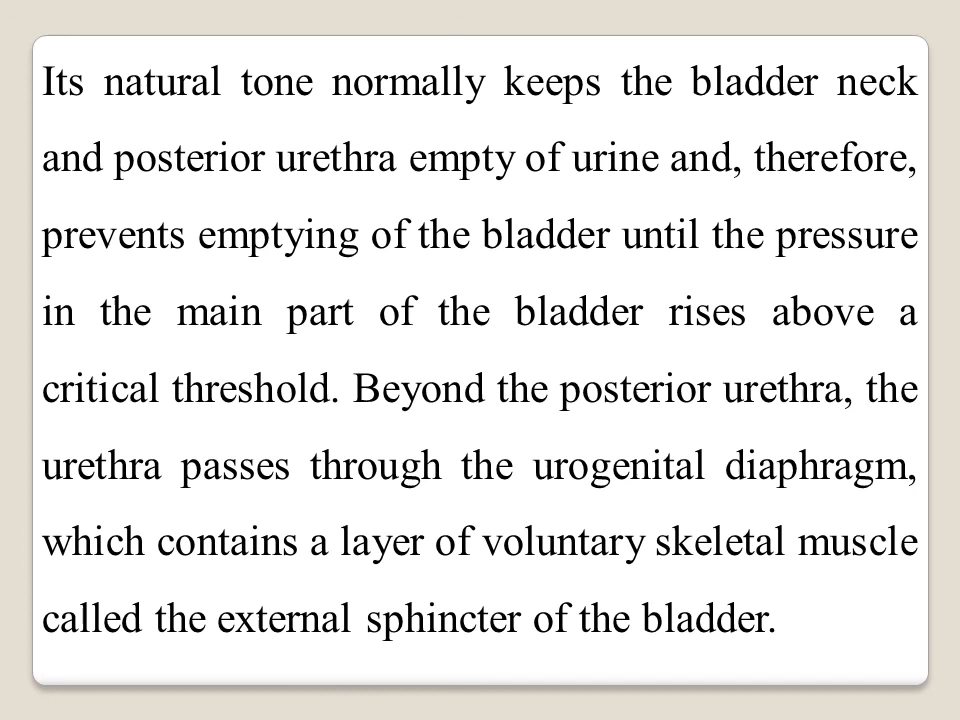 Its natural tone normally keeps the bladder neck
and posterior urethra empty of urine and, therefore,
prevents emptying of the bladder until the pressure
in the main part of the bladder rises above a
critical threshold. Beyond the posterior urethra, the
urethra passes through the urogenital diaphragm,
which contains a layer of voluntary skeletal muscle
called the external sphincter of the bladder.